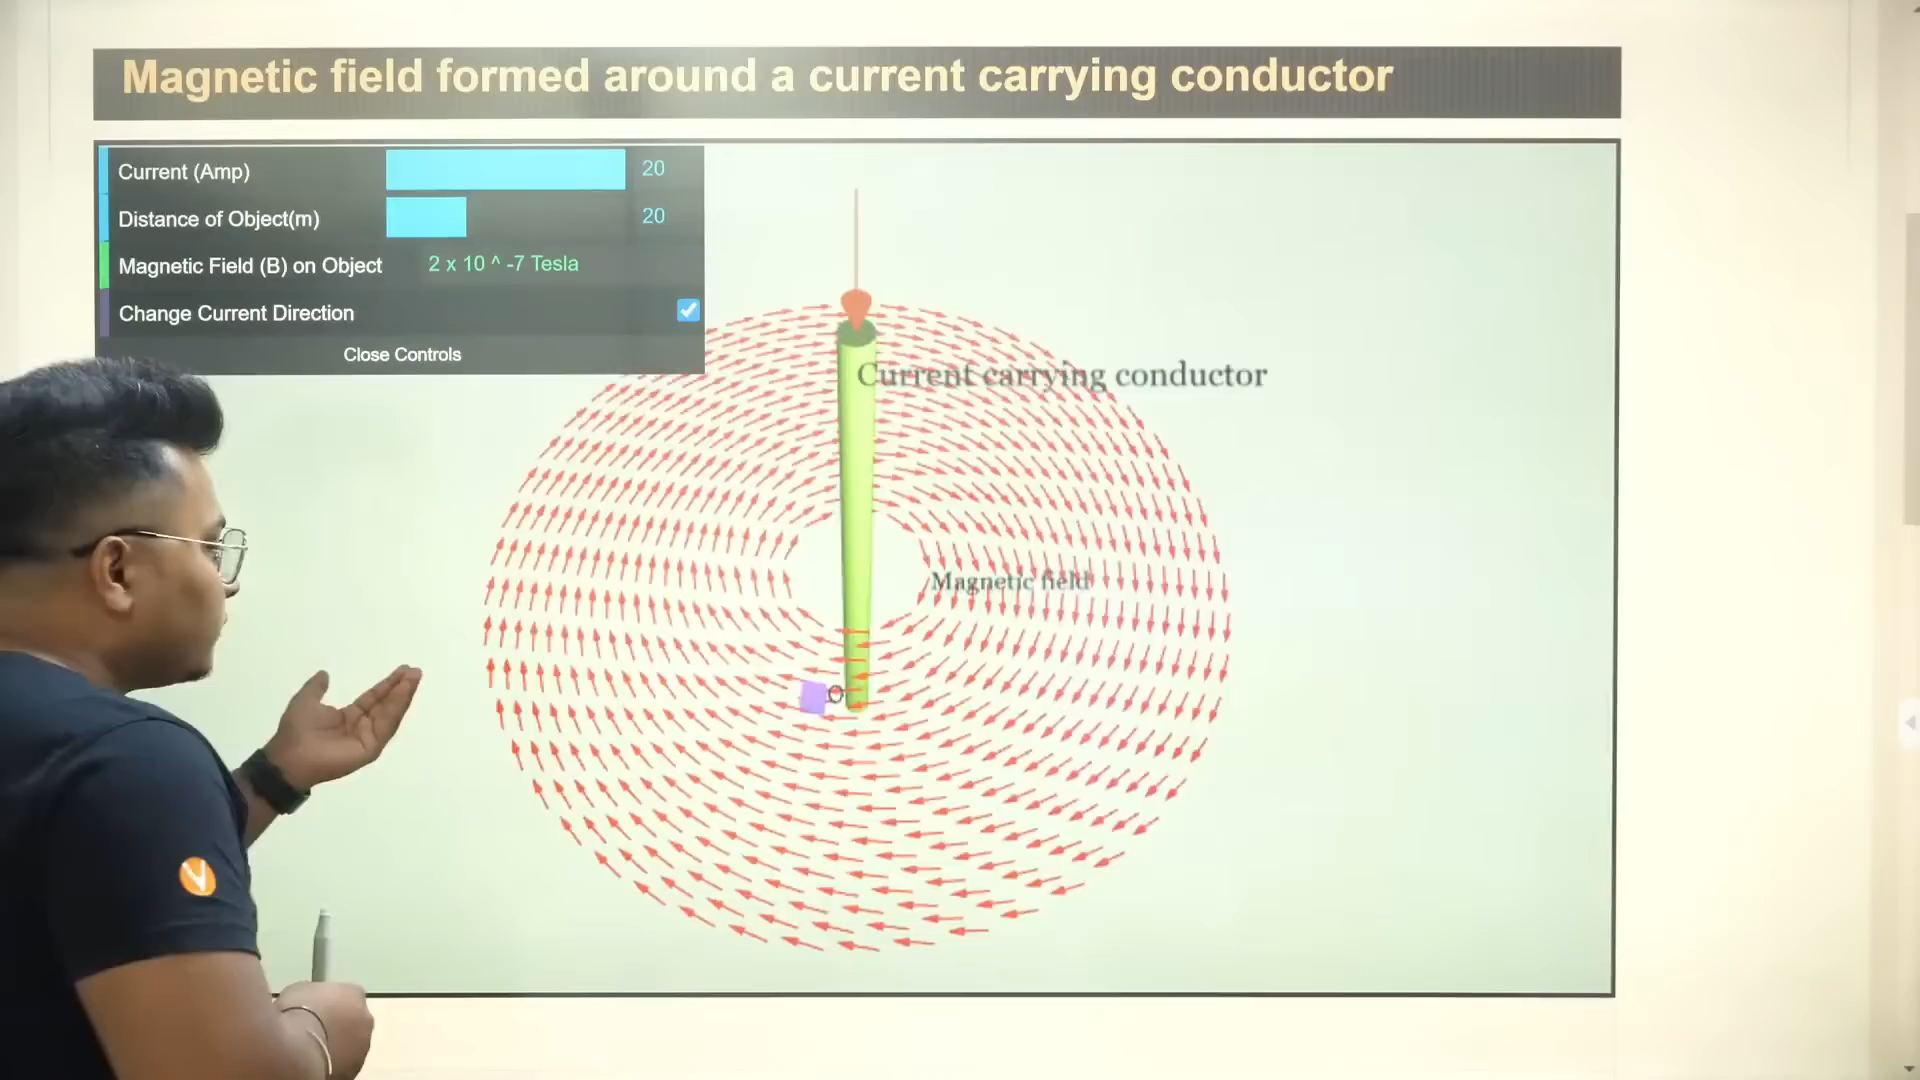 Magnetic field formed around a current carrying conductor
Current (Amp) 20
Distance of Object(m) 20
Magnetic Field (B) on Object 2 x 10 ^ -7 Tesla
Change Current Direction
Close Controls
Current carrying conductor
Magnetic field